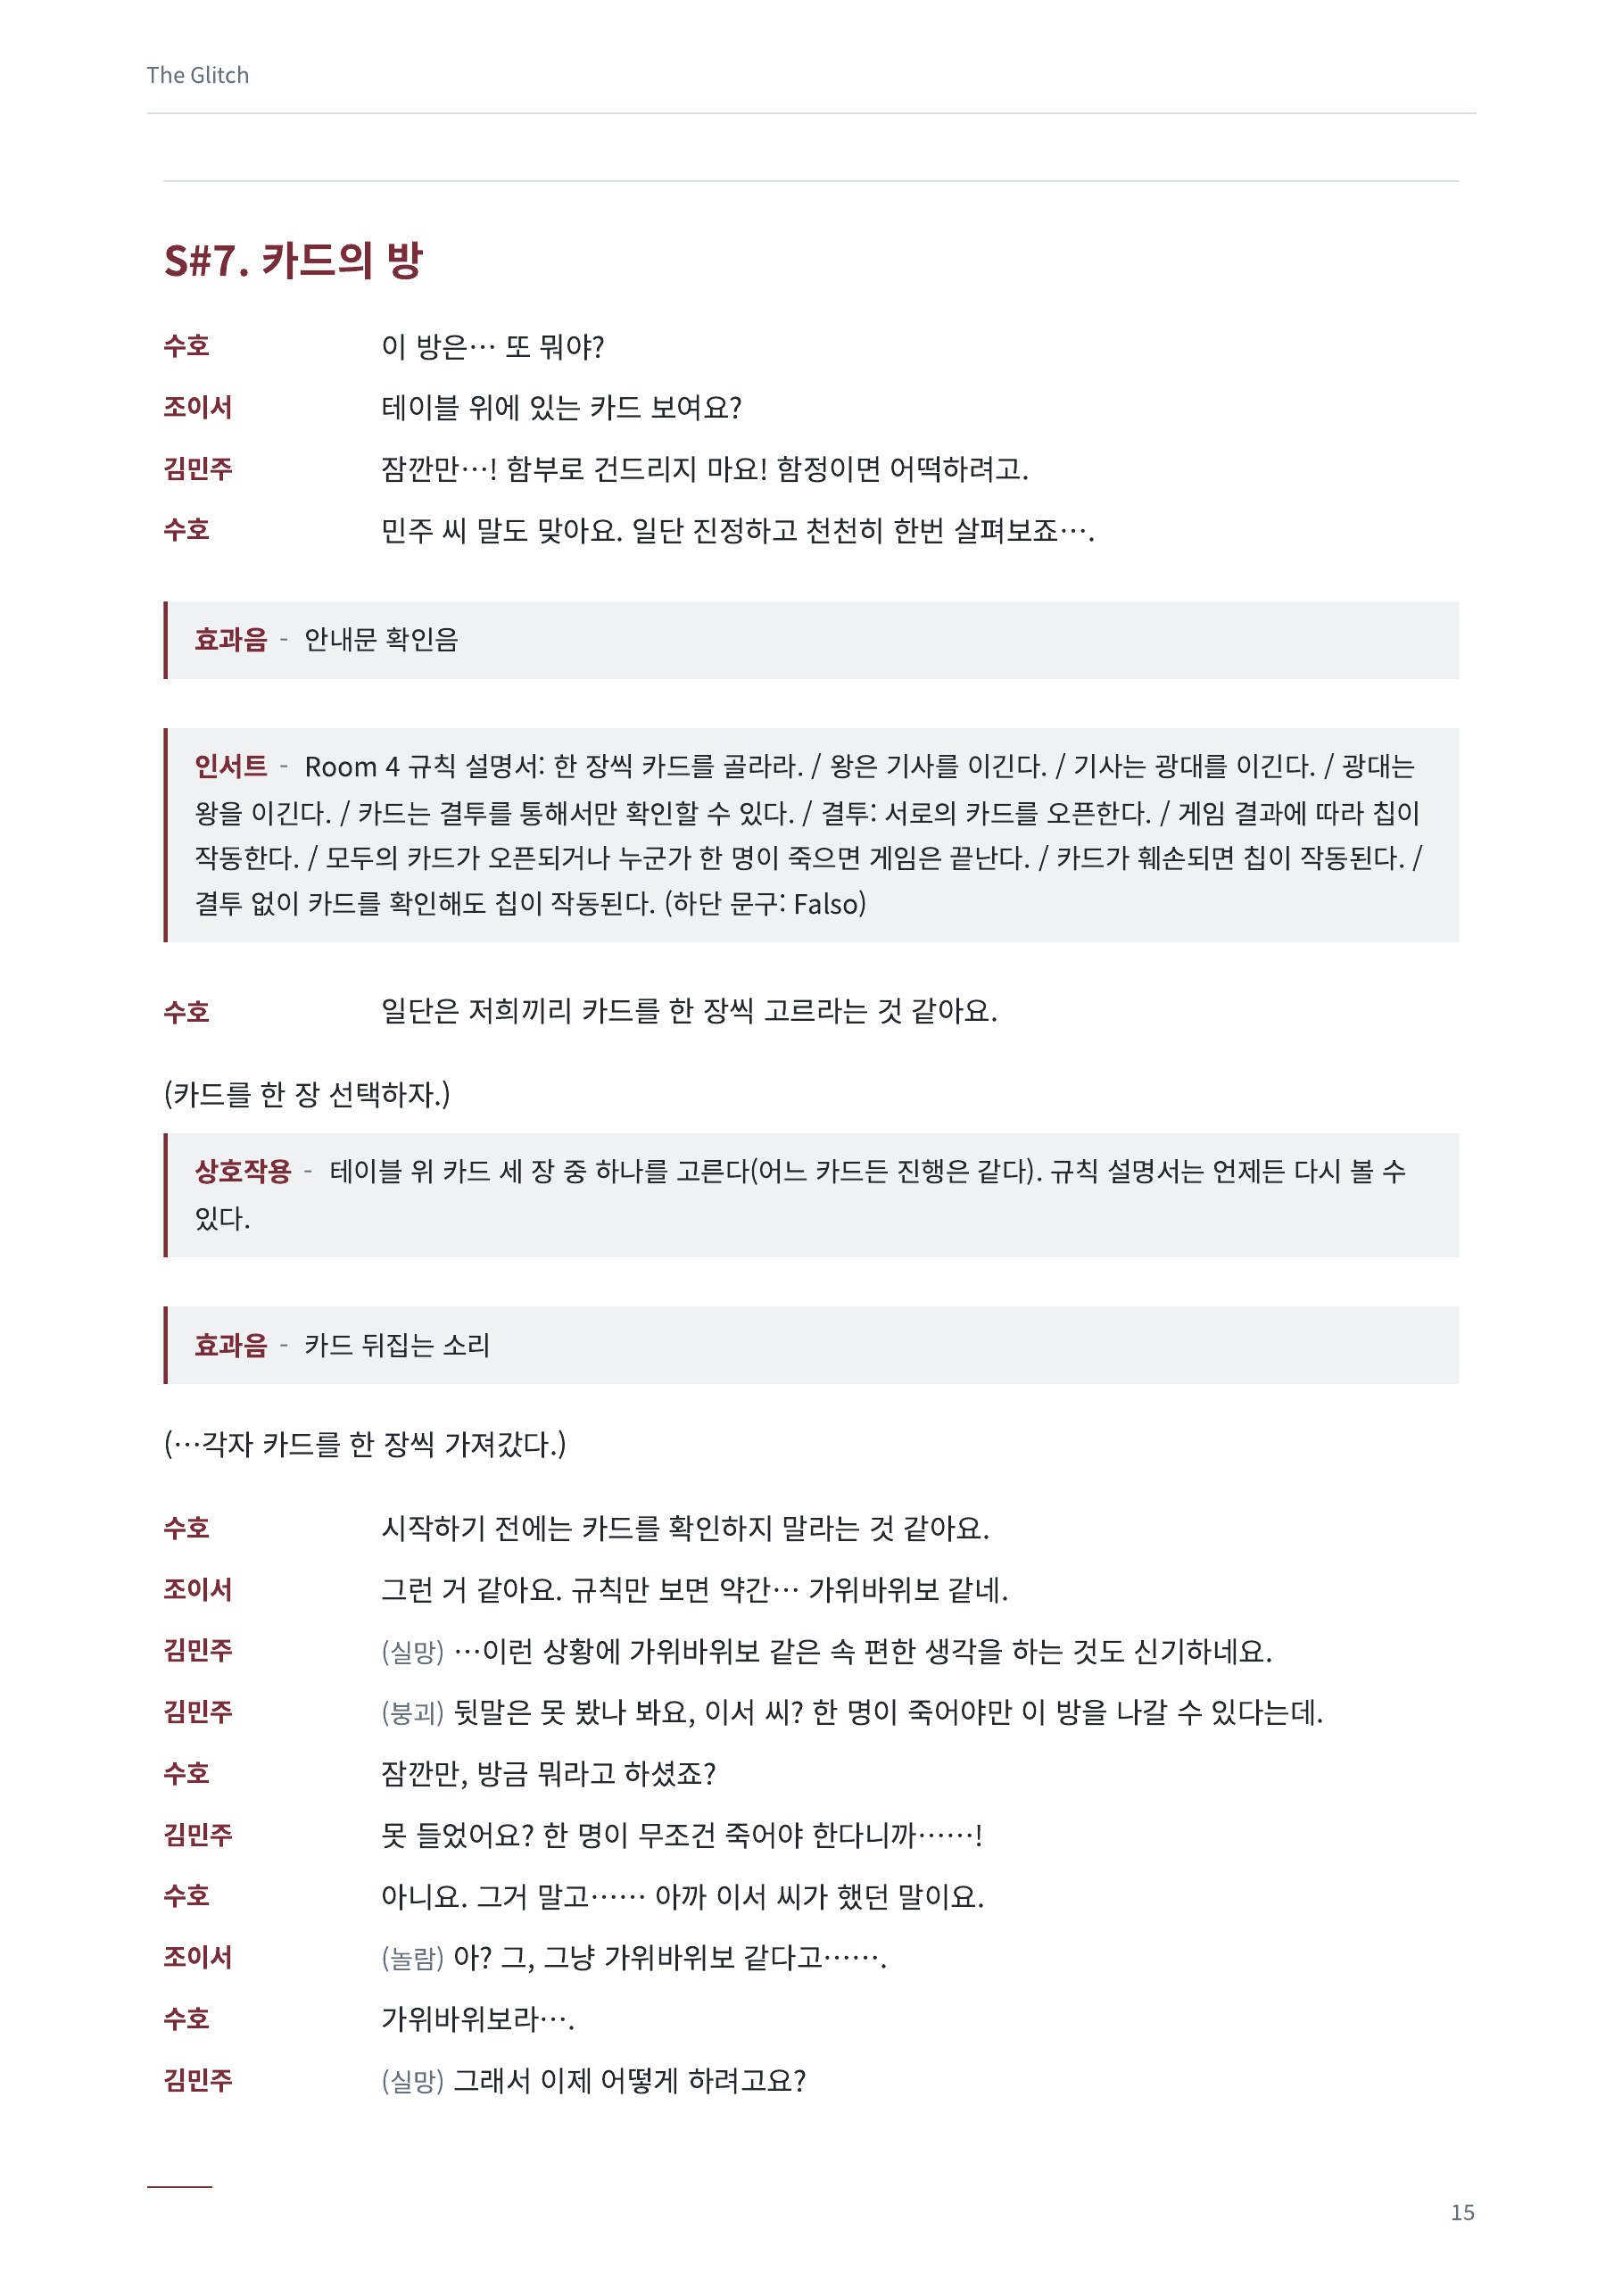 The Glitch
S#7. 카드의 방
수호 이 방은… 또 뭐야?
조이서 테이블 위에 있는 카드 보여요?
김민주 잠깐만…! 함부로 건드리지 마요! 함정이면 어떡하려고.
수호 민주 씨 말도 맞아요. 일단 진정하고 천천히 한번 살펴보죠….
효과음 - 안내문 확인음
인서트 - Room 4 규칙 설명서: 한 장씩 카드를 골라라. / 왕은 기사를 이긴다. / 기사는 광대를 이긴다. / 광대는
왕을 이긴다. / 카드는 결투를 통해서만 확인할 수 있다. / 결투: 서로의 카드를 오픈한다. / 게임 결과에 따라 칩이
작동한다. / 모두의 카드가 오픈되거나 누군가 한 명이 죽으면 게임은 끝난다. / 카드가 훼손되면 칩이 작동된다. /
결투 없이 카드를 확인해도 칩이 작동된다. (하단 문구: Falso)
수호 일단은 저희끼리 카드를 한 장씩 고르라는 것 같아요.
(카드를 한 장 선택하자.)
상호작용 - 테이블 위 카드 세 장 중 하나를 고른다(어느 카드든 진행은 같다). 규칙 설명서는 언제든 다시 볼 수
있다.
효과음 - 카드 뒤집는 소리
(…각자 카드를 한 장씩 가져갔다.)
수호 시작하기 전에는 카드를 확인하지 말라는 것 같아요.
조이서 그런 거 같아요. 규칙만 보면 약간… 가위바위보 같네.
김민주 (실망) …이런 상황에 가위바위보 같은 속 편한 생각을 하는 것도 신기하네요.
김민주 (붕괴) 뒷말은 못 봤나 봐요, 이서 씨? 한 명이 죽어야만 이 방을 나갈 수 있다는데.
수호 잠깐만, 방금 뭐라고 하셨죠?
김민주 못 들었어요? 한 명이 무조건 죽어야 한다니까……!
수호 아니요. 그거 말고…… 아까 이서 씨가 했던 말이요.
조이서 (놀람) 아? 그, 그냥 가위바위보 같다고…….
수호 가위바위보라….
김민주 (실망) 그래서 이제 어떻게 하려고요?
15